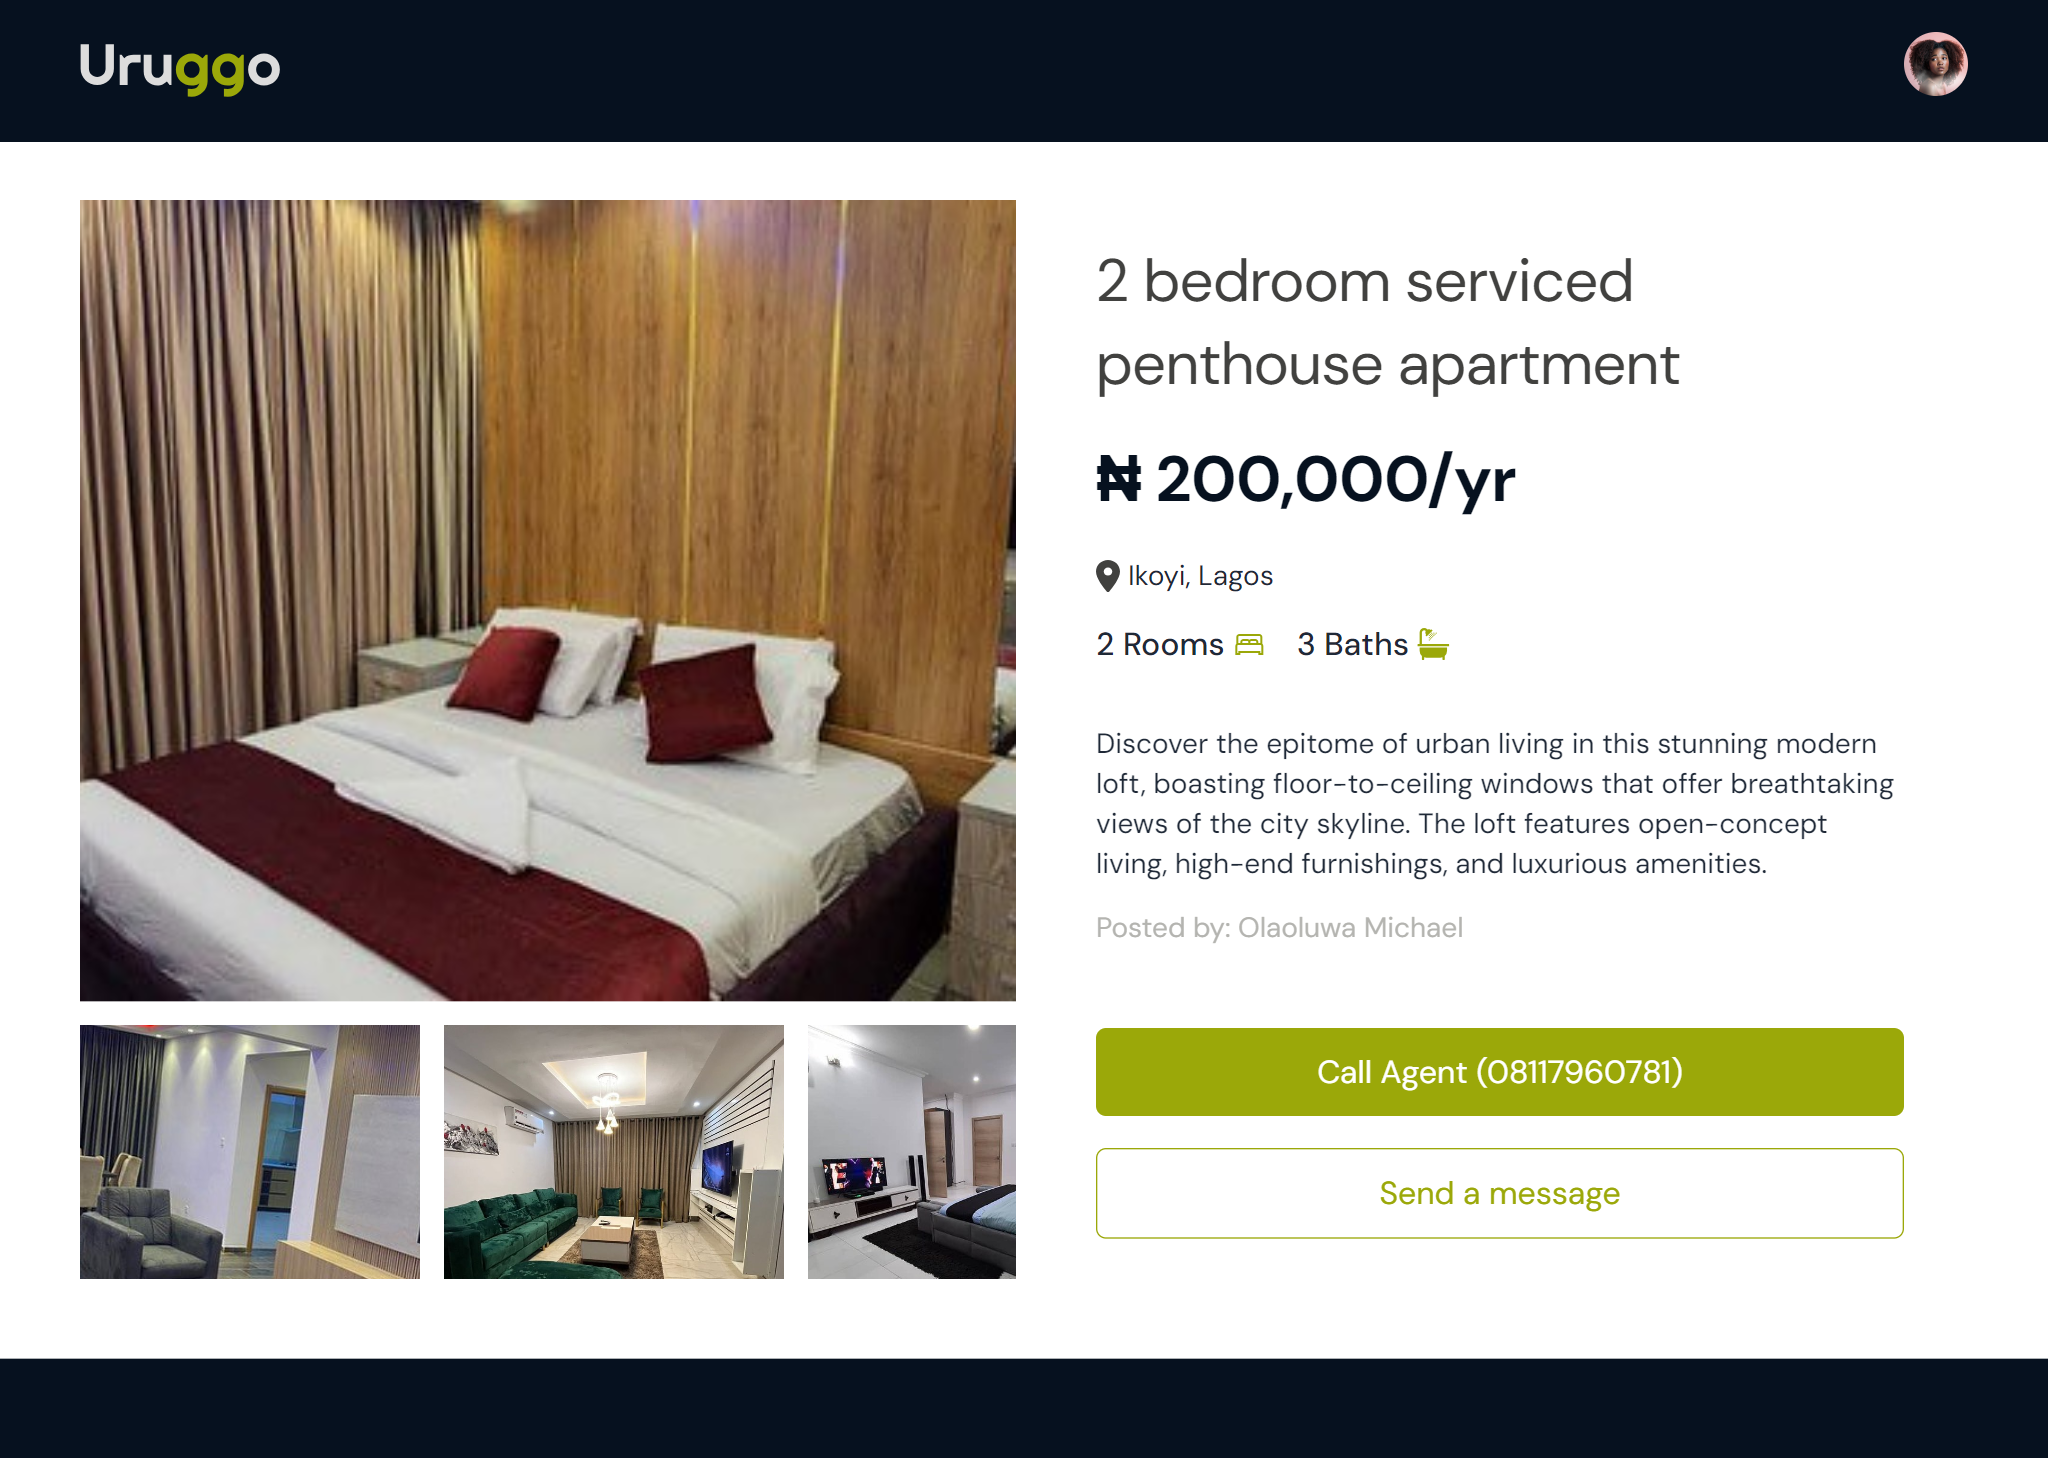 Uruggo
2 bedroom serviced
penthouse apartment
₦ 200,000/yr
Ikoyi, Lagos
2 Rooms 3 Baths
Discover the epitome of urban living in this stunning modern
loft, boasting floor-to-ceiling windows that offer breathtaking
views of the city skyline. The loft features open-concept
living, high-end furnishings, and luxurious amenities.
Posted by: Olaoluwa Michael
Call Agent (08117960781)
Send a message